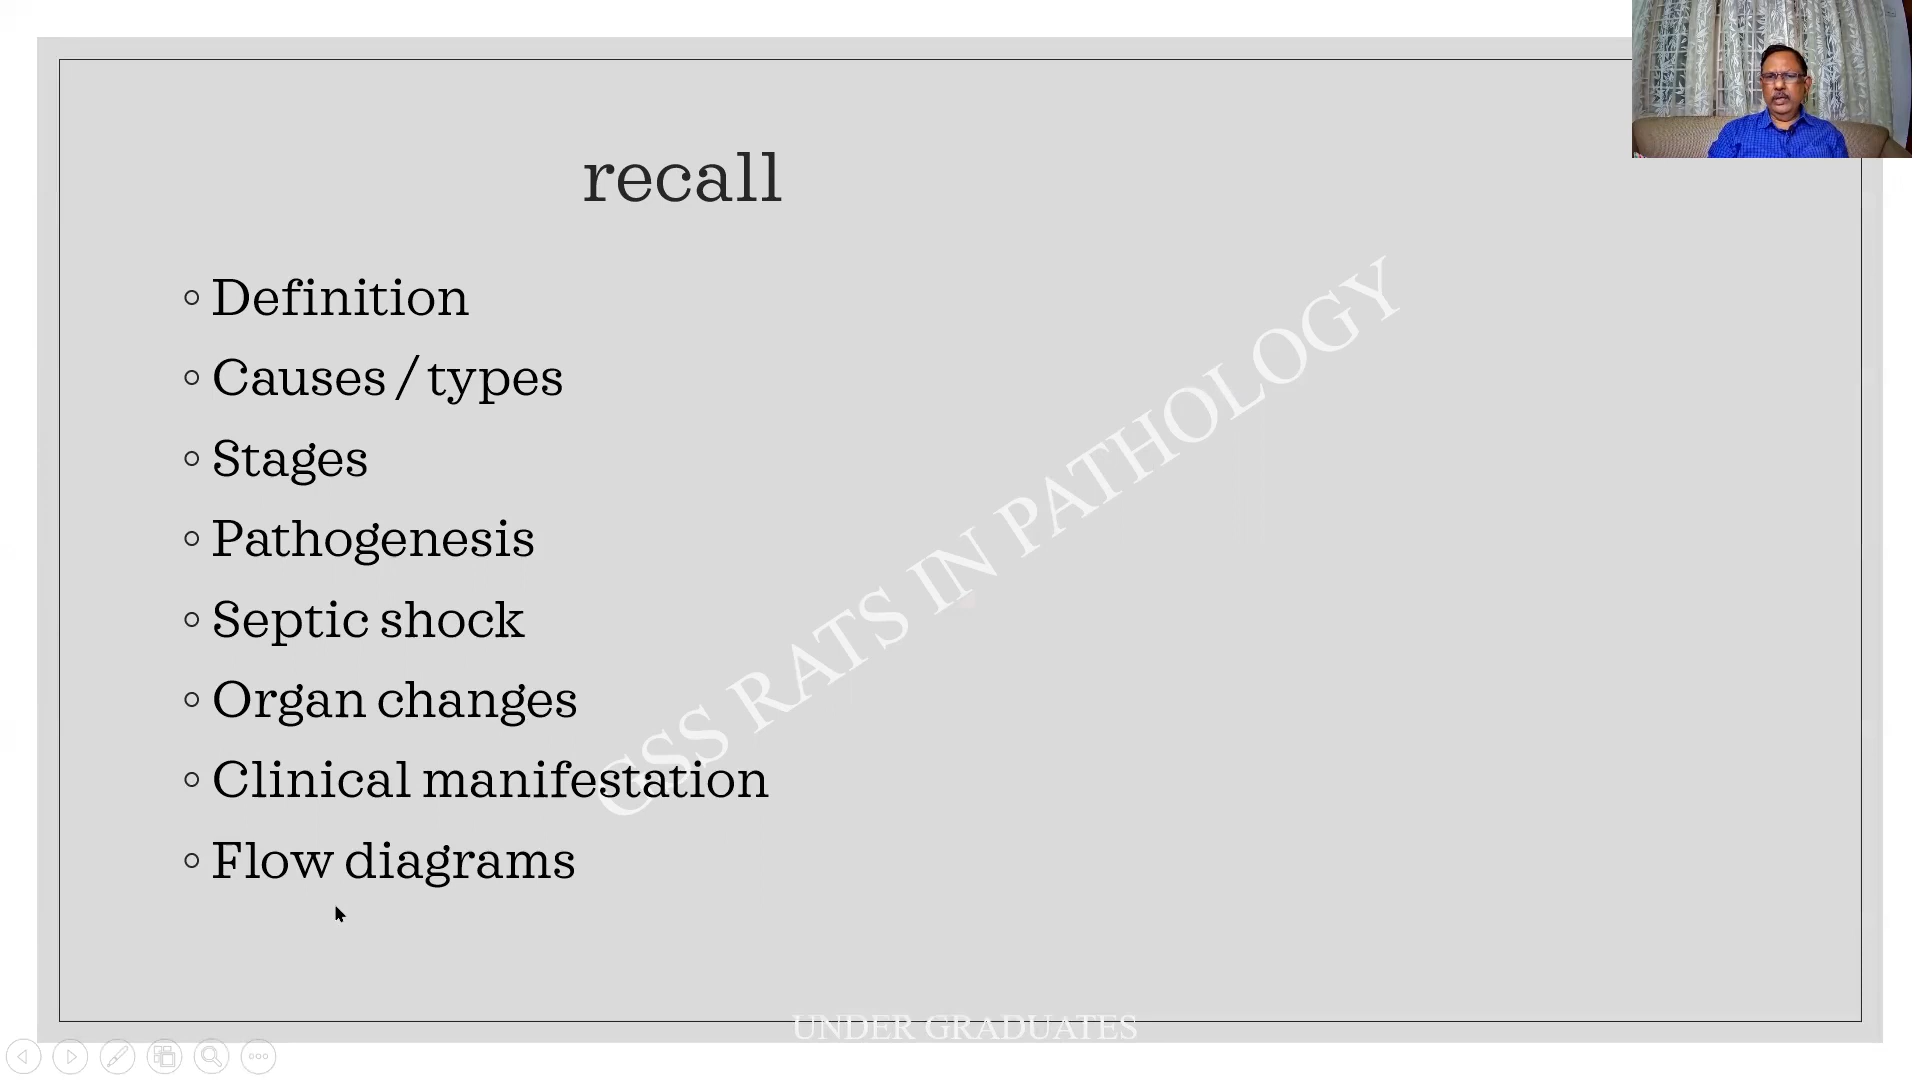 recall
Definition
Causes / types
Stages
Pathogenesis
Septic shock
Organ changes
Clinical manifestation
Flow diagrams
GSS RATS IN PATHOLOGY
UNDER GRADUATES